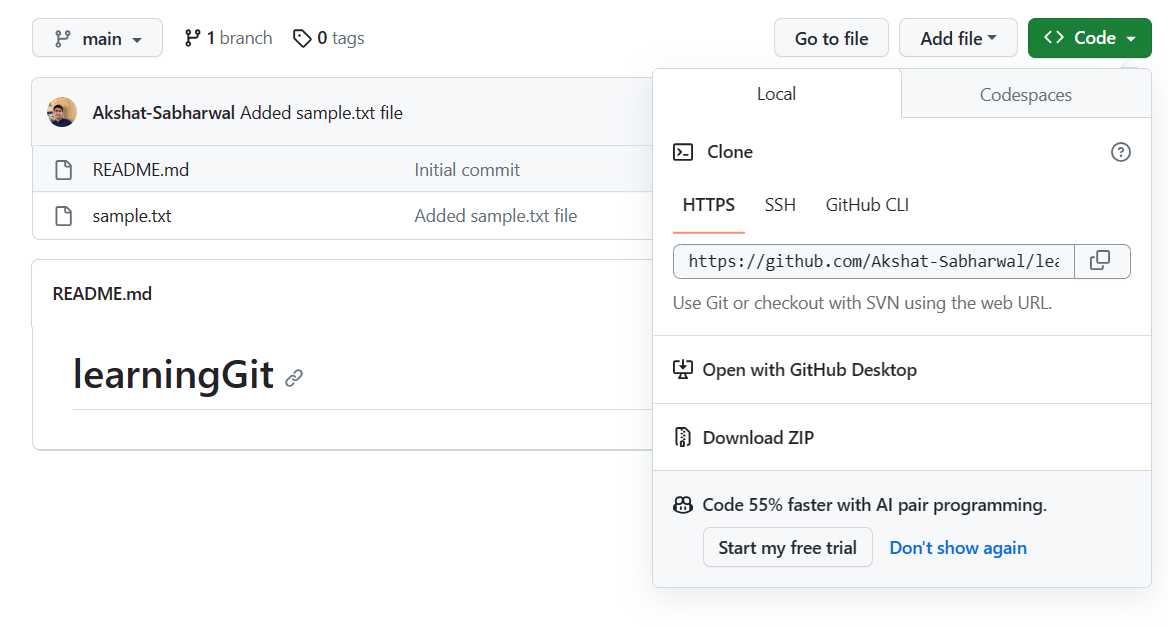 main
1 branch
0 tags
Go to file
Add file
Code
Akshat-Sabharwal Added sample.txt file
README.md Initial commit
sample.txt Added sample.txt file
README.md
learningGit
Local
Codespaces
Clone
HTTPS
SSH
GitHub CLI
https://github.com/Akshat-Sabharwal/lea
Use Git or checkout with SVN using the web URL.
Open with GitHub Desktop
Download ZIP
Code 55% faster with AI pair programming.
Start my free trial
Don't show again